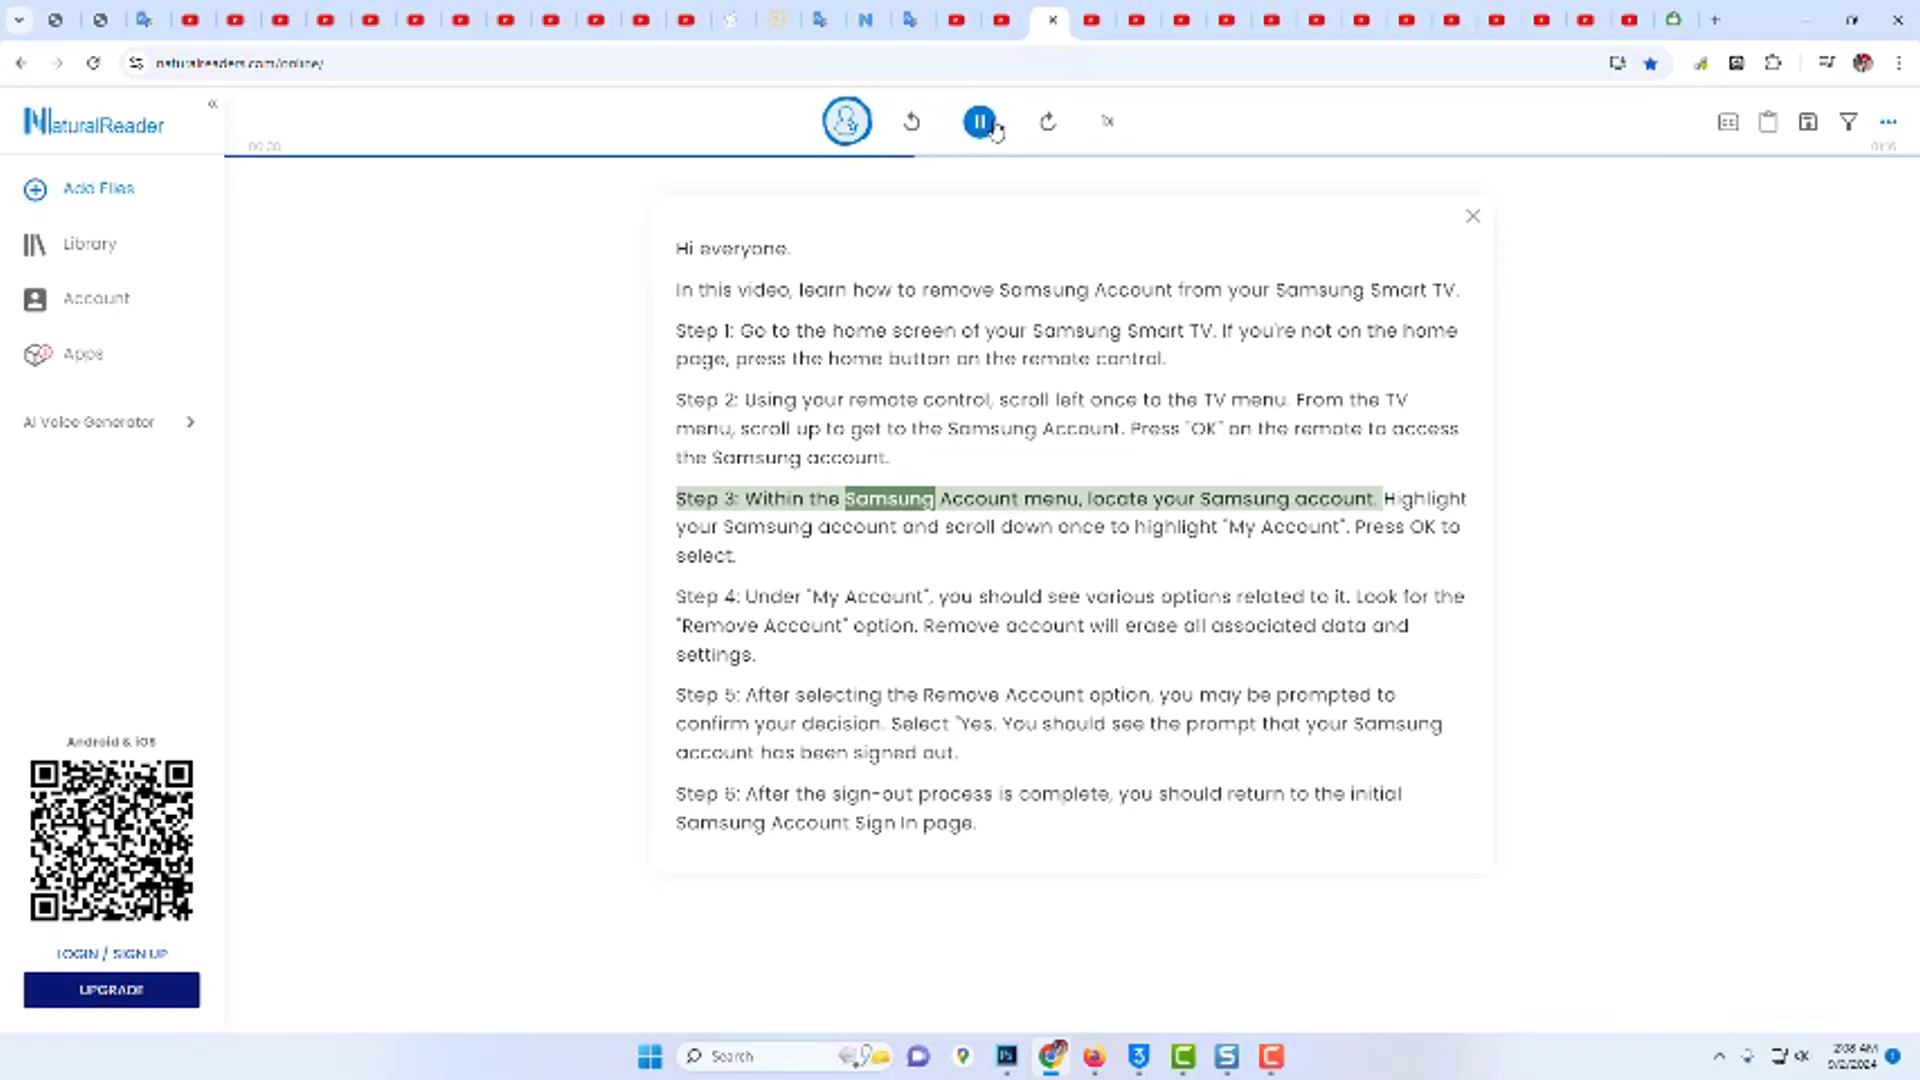 naturalreaders.com/online/
NaturalReader
1x
Add Files
Library
Account
Apps
AI Voice Generator
Hi everyone.
In this video, learn how to remove Samsung Account from your Samsung Smart TV.
Step 1: Go to the home screen of your Samsung Smart TV. If you're not on the home
page, press the home button on the remote control.
Step 2: Using your remote control, scroll left once to the TV menu. From the TV
menu, scroll up to get to the Samsung Account. Press "OK" on the remote to access
the Samsung account.
Step 3: Within the Samsung Account menu, locate your Samsung account. Highlight
your Samsung account and scroll down once to highlight "My Account". Press OK to
select.
Step 4: Under "My Account", you should see various options related to it. Look for the
"Remove Account" option. Remove account will erase all associated data and
settings.
Step 5: After selecting the Remove Account option, you may be prompted to
confirm your decision. Select "Yes. You should see the prompt that your Samsung
account has been signed out.
Step 6: After the sign-out process is complete, you should return to the initial
Samsung Account Sign In page.
Android & iOS
LOGIN / SIGN UP
UPGRADE
Search
2:08 AM
9/2/2024